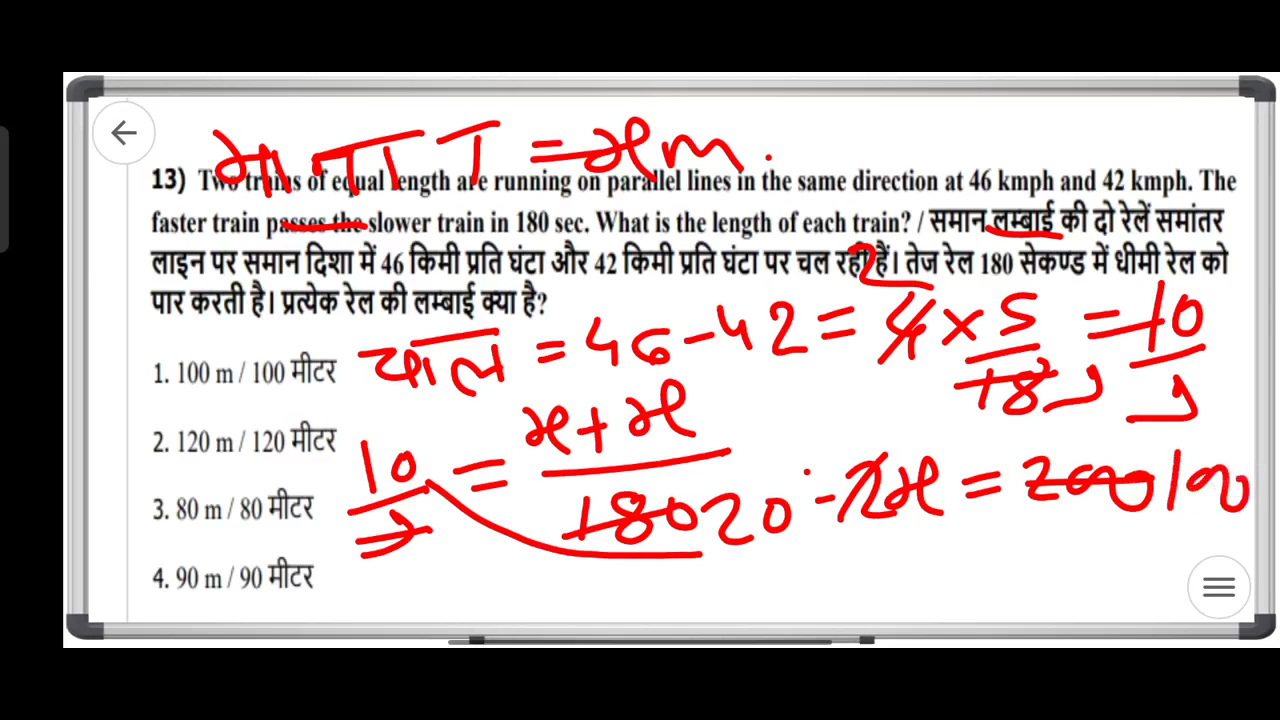 माना = x m.
13) Two trains of equal length are running on parallel lines in the same direction at 46 kmph and 42 kmph. The
faster train passes the slower train in 180 sec. What is the length of each train? / समान लम्बाई की दो रेलें समांतर
लाइन पर समान दिशा में 46 किमी प्रति घंटा और 42 किमी प्रति घंटा पर चल रही हैं। तेज रेल 180 सेकण्ड में धीमी रेल को
पार करती है। प्रत्येक रेल की लम्बाई क्या है?
चाल = 46 - 42 = 4 2 × 5/18 9 = 10/9
1. 100 m / 100 मीटर
10/9 = x + x / 180 20
2x = 200 100
2. 120 m / 120 मीटर
3. 80 m / 80 मीटर
4. 90 m / 90 मीटर